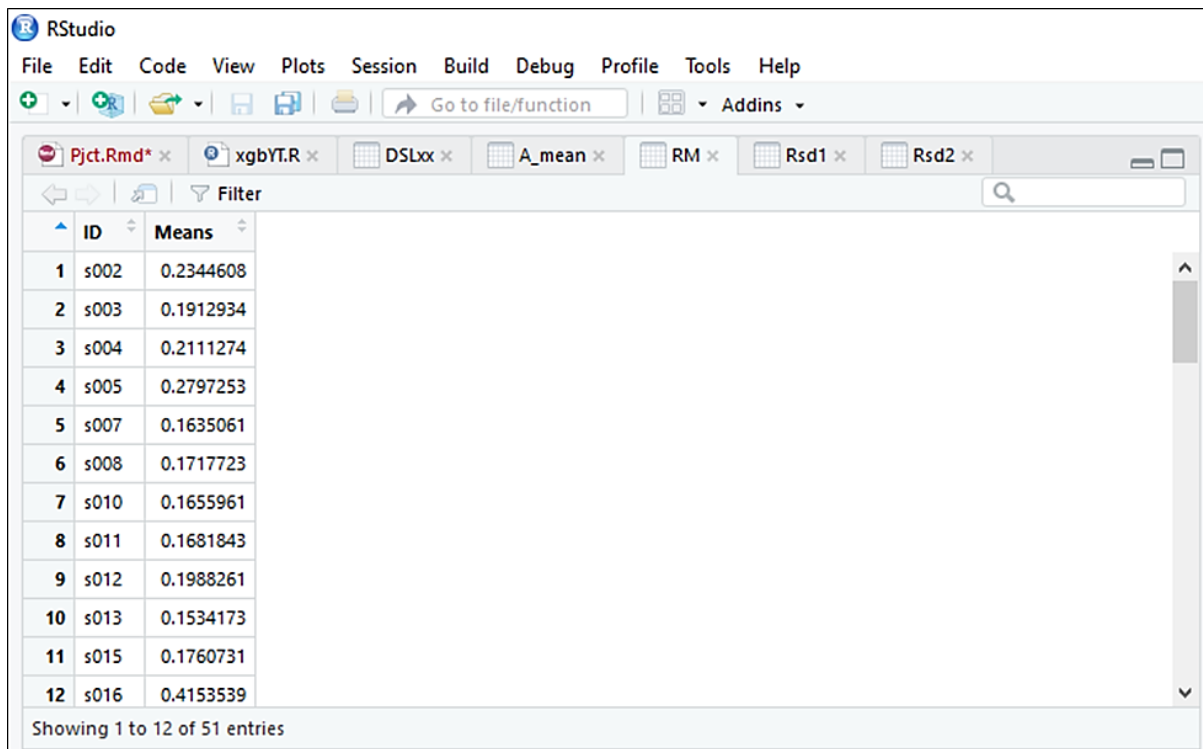 RStudio
File Edit Code View Plots Session Build Debug Profile Tools Help
Go to file/function Addins
Pjct.Rmd* xgbYT.R DSLxx A_mean RM Rsd1 Rsd2
Filter
ID Means
1 s002 0.2344608
2 s003 0.1912934
3 s004 0.2111274
4 s005 0.2797253
5 s007 0.1635061
6 s008 0.1717723
7 s010 0.1655961
8 s011 0.1681843
9 s012 0.1988261
10 s013 0.1534173
11 s015 0.1760731
12 s016 0.4153539
Showing 1 to 12 of 51 entries